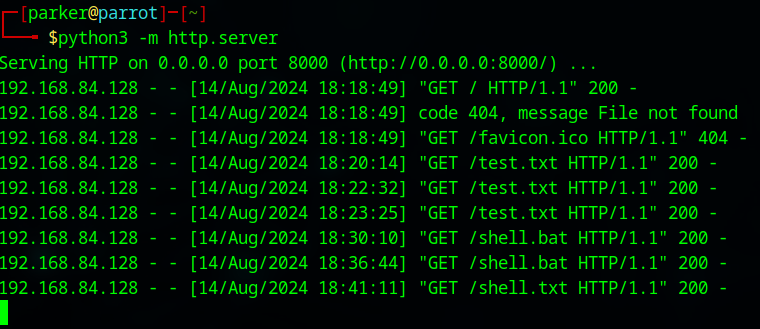 ┌─[parker@parrot]─[~]
└──╼ $python3 -m http.server
Serving HTTP on 0.0.0.0 port 8000 (http://0.0.0.0:8000/) ...
192.168.84.128 - - [14/Aug/2024 18:18:49] "GET / HTTP/1.1" 200 -
192.168.84.128 - - [14/Aug/2024 18:18:49] code 404, message File not found
192.168.84.128 - - [14/Aug/2024 18:18:49] "GET /favicon.ico HTTP/1.1" 404 -
192.168.84.128 - - [14/Aug/2024 18:20:14] "GET /test.txt HTTP/1.1" 200 -
192.168.84.128 - - [14/Aug/2024 18:22:32] "GET /test.txt HTTP/1.1" 200 -
192.168.84.128 - - [14/Aug/2024 18:23:25] "GET /test.txt HTTP/1.1" 200 -
192.168.84.128 - - [14/Aug/2024 18:30:10] "GET /shell.bat HTTP/1.1" 200 -
192.168.84.128 - - [14/Aug/2024 18:36:44] "GET /shell.bat HTTP/1.1" 200 -
192.168.84.128 - - [14/Aug/2024 18:41:11] "GET /shell.txt HTTP/1.1" 200 -